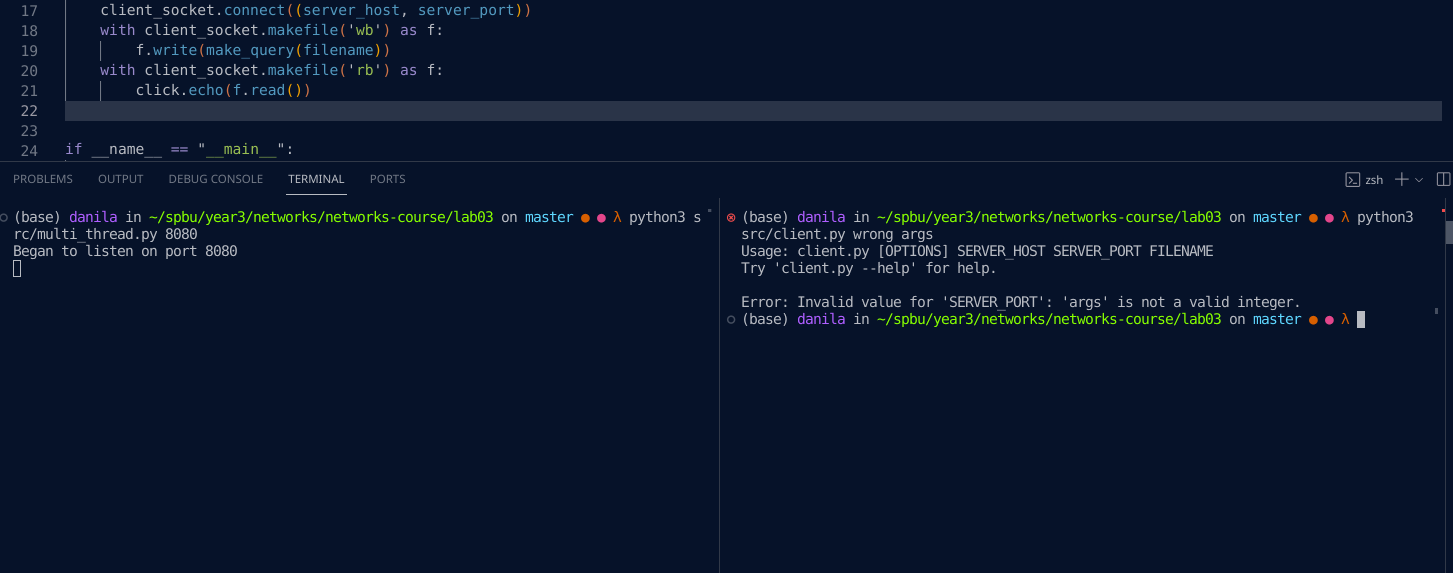 17 client_socket.connect((server_host, server_port))
18 with client_socket.makefile('wb') as f:
19 f.write(make_query(filename))
20 with client_socket.makefile('rb') as f:
21 click.echo(f.read())
22
23
24 if __name__ == "__main__":
PROBLEMS OUTPUT DEBUG CONSOLE TERMINAL PORTS zsh
(base) danila in ~/spbu/year3/networks/networks-course/lab03 on master ● ● λ python3 s
rc/multi_thread.py 8080
Began to listen on port 8080
(base) danila in ~/spbu/year3/networks/networks-course/lab03 on master ● ● λ python3
src/client.py wrong args
Usage: client.py [OPTIONS] SERVER_HOST SERVER_PORT FILENAME
Try 'client.py --help' for help.
Error: Invalid value for 'SERVER_PORT': 'args' is not a valid integer.
(base) danila in ~/spbu/year3/networks/networks-course/lab03 on master ● ● λ